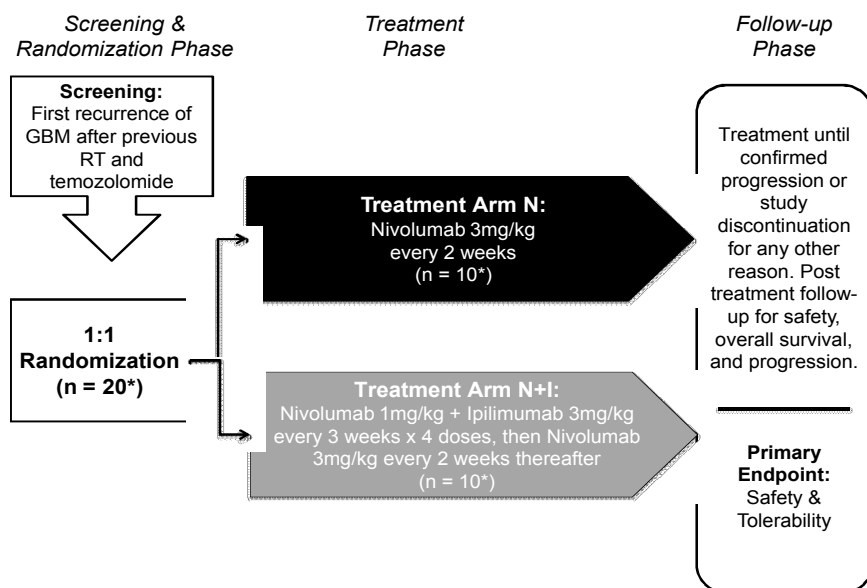 Screening &
Randomization Phase
Treatment
Phase
Follow-up
Phase
Screening:
First recurrence of
GBM after previous
RT and
temozolomide
1:1
Randomization
(n = 20*)
Treatment Arm N:
Nivolumab 3mg/kg
every 2 weeks
(n = 10*)
Treatment Arm N+I:
Nivolumab 1mg/kg + Ipilimumab 3mg/kg
every 3 weeks x 4 doses, then Nivolumab
3mg/kg every 2 weeks thereafter
(n = 10*)
Treatment until
confirmed
progression or
study
discontinuation
for any other
reason. Post
treatment follow-
up for safety,
overall survival,
and progression.
Primary
Endpoint:
Safety &
Tolerability